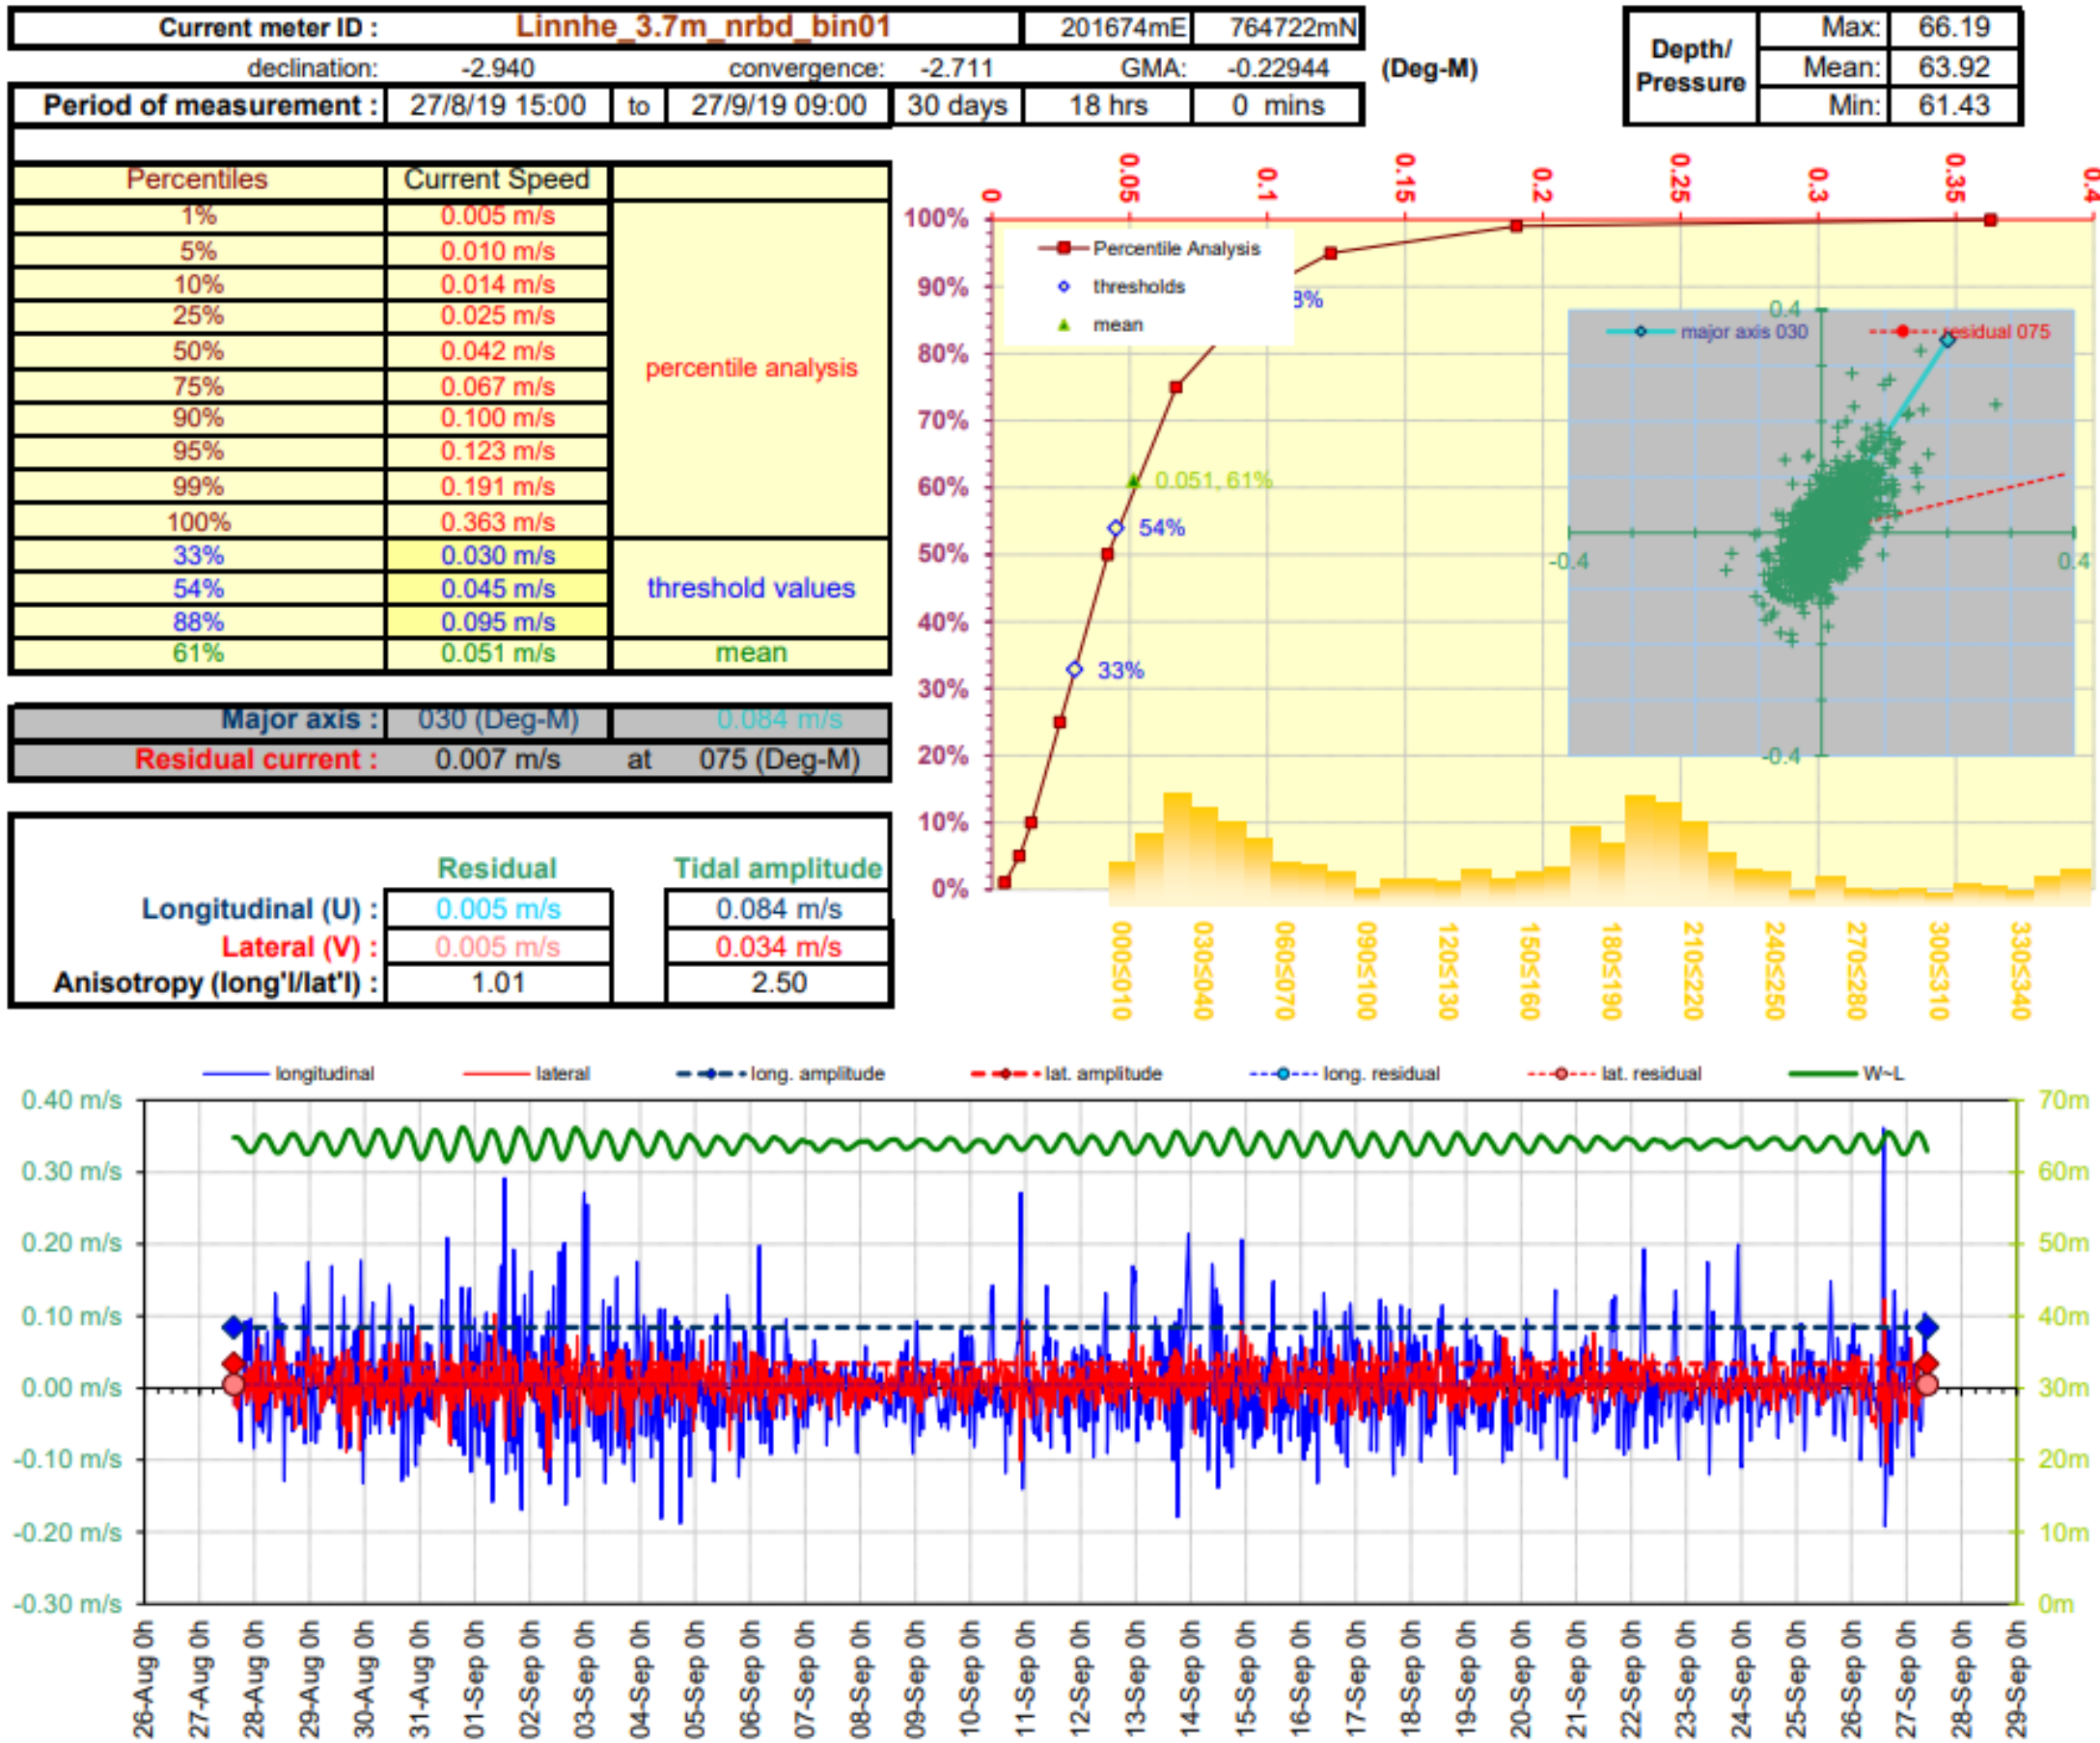 Current meter ID : Linnhe_3.7m_nrbd_bin01 201674mE 764722mN
declination: -2.940 convergence: -2.711 GMA: -0.22944 (Deg-M)
Period of measurement : 27/8/19 15:00 to 27/9/19 09:00 30 days 18 hrs 0 mins
Depth/
Pressure
Max: 66.19
Mean: 63.92
Min: 61.43
Percentiles Current Speed
1% 0.005 m/s
5% 0.010 m/s
10% 0.014 m/s
25% 0.025 m/s
50% 0.042 m/s
75% 0.067 m/s
90% 0.100 m/s
95% 0.123 m/s
99% 0.191 m/s
100% 0.363 m/s
percentile analysis
33% 0.030 m/s
54% 0.045 m/s
88% 0.095 m/s
threshold values
61% 0.051 m/s mean
Major axis : 030 (Deg-M) 0.084 m/s
Residual current : 0.007 m/s at 075 (Deg-M)
Residual Tidal amplitude
Longitudinal (U) : 0.005 m/s 0.084 m/s
Lateral (V) : 0.005 m/s 0.034 m/s
Anisotropy (long'l/lat'l) : 1.01 2.50
0 0.05 0.1 0.15 0.2 0.25 0.3 0.35 0.4
100%
90%
80%
70%
60%
50%
40%
30%
20%
10%
0%
Percentile Analysis
thresholds
mean
8%
0.051, 61%
54%
33%
0.4
major axis 030 residual 075
-0.4 0.4
-0.4
000≤010 030≤040 060≤070 090≤100 120≤130 150≤160 180≤190 210≤220 240≤250 270≤280 300≤310 330≤340
longitudinal lateral long. amplitude lat. amplitude long. residual lat. residual W~L
0.40 m/s
0.30 m/s
0.20 m/s
0.10 m/s
0.00 m/s
-0.10 m/s
-0.20 m/s
-0.30 m/s
70m
60m
50m
40m
30m
20m
10m
0m
26-Aug 0h
27-Aug 0h
28-Aug 0h
29-Aug 0h
30-Aug 0h
31-Aug 0h
01-Sep 0h
02-Sep 0h
03-Sep 0h
04-Sep 0h
05-Sep 0h
06-Sep 0h
07-Sep 0h
08-Sep 0h
09-Sep 0h
10-Sep 0h
11-Sep 0h
12-Sep 0h
13-Sep 0h
14-Sep 0h
15-Sep 0h
16-Sep 0h
17-Sep 0h
18-Sep 0h
19-Sep 0h
20-Sep 0h
21-Sep 0h
22-Sep 0h
23-Sep 0h
24-Sep 0h
25-Sep 0h
26-Sep 0h
27-Sep 0h
28-Sep 0h
29-Sep 0h